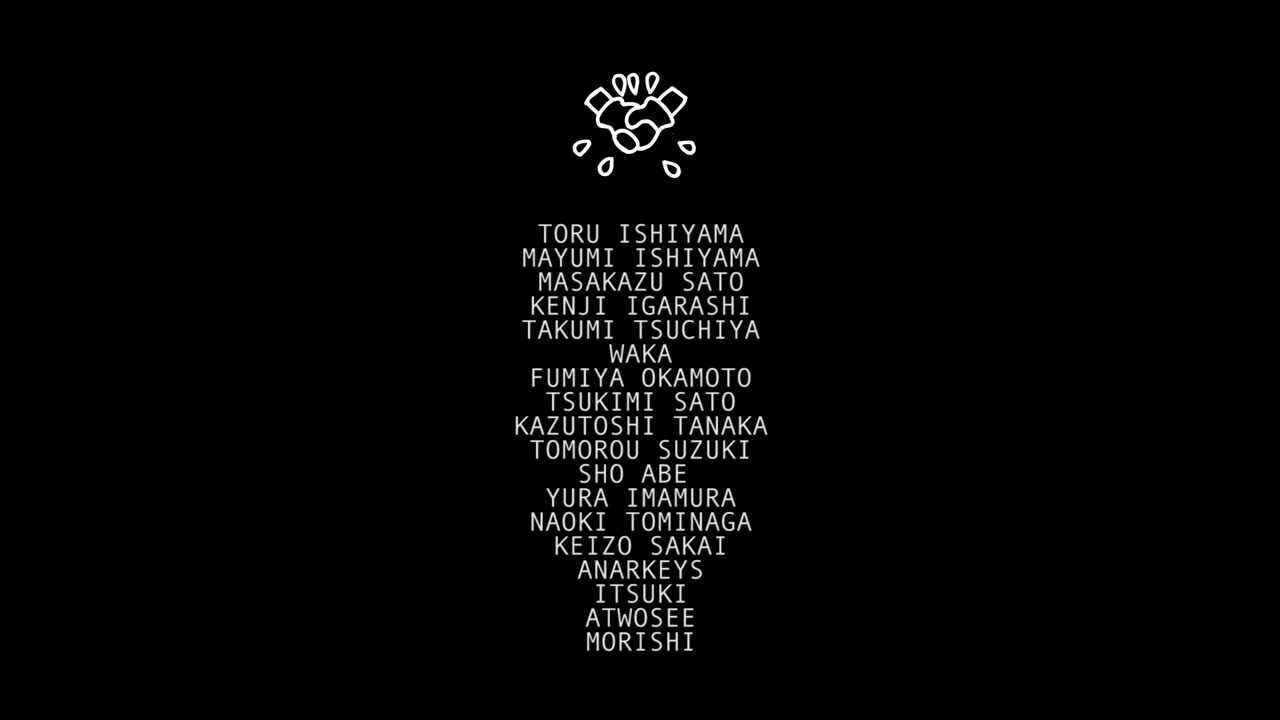 TORU ISHIYAMA
MAYUMI ISHIYAMA
MASAKAZU SATO
KENJI IGARASHI
TAKUMI TSUCHIYA
WAKA
FUMIYA OKAMOTO
TSUKIMI SATO
KAZUTOSHI TANAKA
TOMOROU SUZUKI
SHO ABE
YURA IMAMURA
NAOKI TOMINAGA
KEIZO SAKAI
ANARKEYS
ITSUKI
ATWOSEE
MORISHI